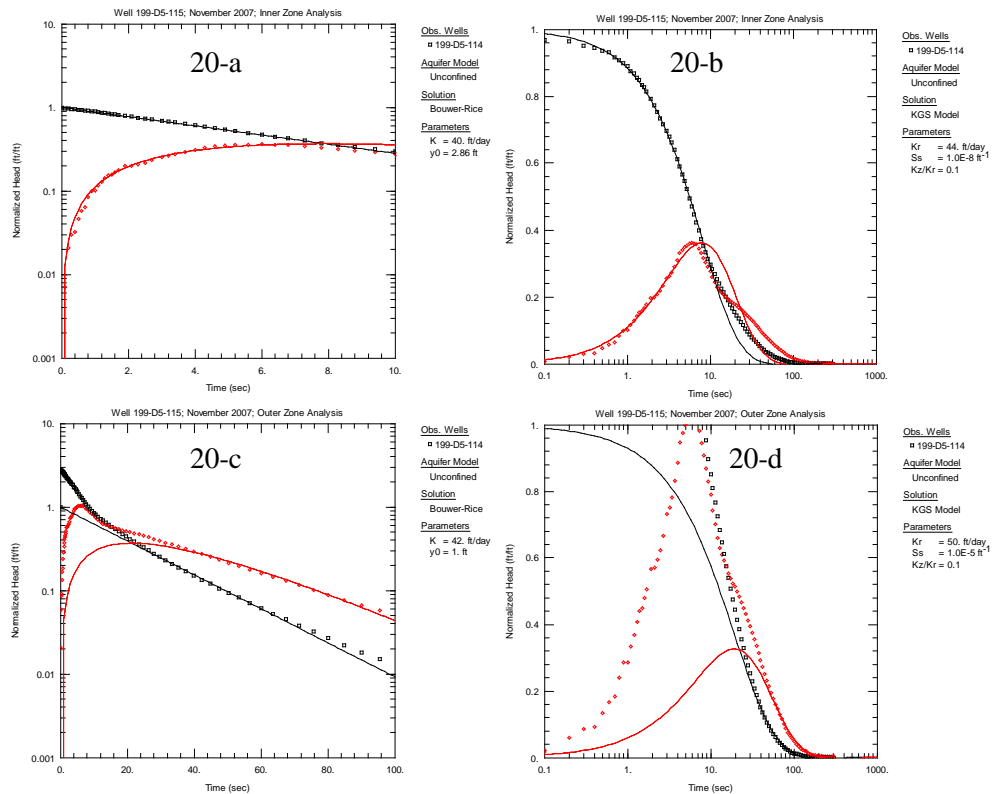 Well 199-D5-115; November 2007; Inner Zone Analysis
20-a
10.
1.
0.1
0.01
0.001
Normalized Head (ft/ft)
0.
2.
4.
6.
8.
10.
Time (sec)
Obs. Wells
199-D5-114
Aquifer Model
Unconfined
Solution
Bouwer-Rice
Parameters
K = 40. ft/day
y0 = 2.86 ft
Well 199-D5-115; November 2007; Inner Zone Analysis
20-b
1.
0.8
0.6
0.4
0.2
0.
Normalized Head (ft/ft)
0.1
1.
10.
100.
1000.
Time (sec)
Obs. Wells
199-D5-114
Aquifer Model
Unconfined
Solution
KGS Model
Parameters
Kr = 44. ft/day
Ss = 1.0E-8 ft-1
Kz/Kr = 0.1
Well 199-D5-115; November 2007; Outer Zone Analysis
20-c
10.
1.
0.1
0.01
0.001
Normalized Head (ft/ft)
0.
20.
40.
60.
80.
100.
Time (sec)
Obs. Wells
199-D5-114
Aquifer Model
Unconfined
Solution
Bouwer-Rice
Parameters
K = 42. ft/day
y0 = 1. ft
Well 199-D5-115; November 2007; Outer Zone Analysis
20-d
1.
0.8
0.6
0.4
0.2
0.
Normalized Head (ft/ft)
0.1
1.
10.
100.
1000.
Time (sec)
Obs. Wells
199-D5-114
Aquifer Model
Unconfined
Solution
KGS Model
Parameters
Kr = 50. ft/day
Ss = 1.0E-5 ft-1
Kz/Kr = 0.1